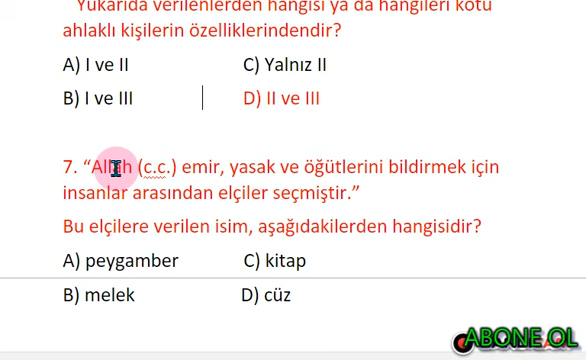 Yukarıda verilenlerden hangisi ya da hangileri kötü
ahlaklı kişilerin özelliklerindendir?
A) I ve II
C) Yalnız II
B) I ve III
D) II ve III
7. “Allah (c.c.) emir, yasak ve öğütlerini bildirmek için
insanlar arasından elçiler seçmiştir.”
Bu elçilere verilen isim, aşağıdakilerden hangisidir?
A) peygamber
C) kitap
B) melek
D) cüz
ABONE OL